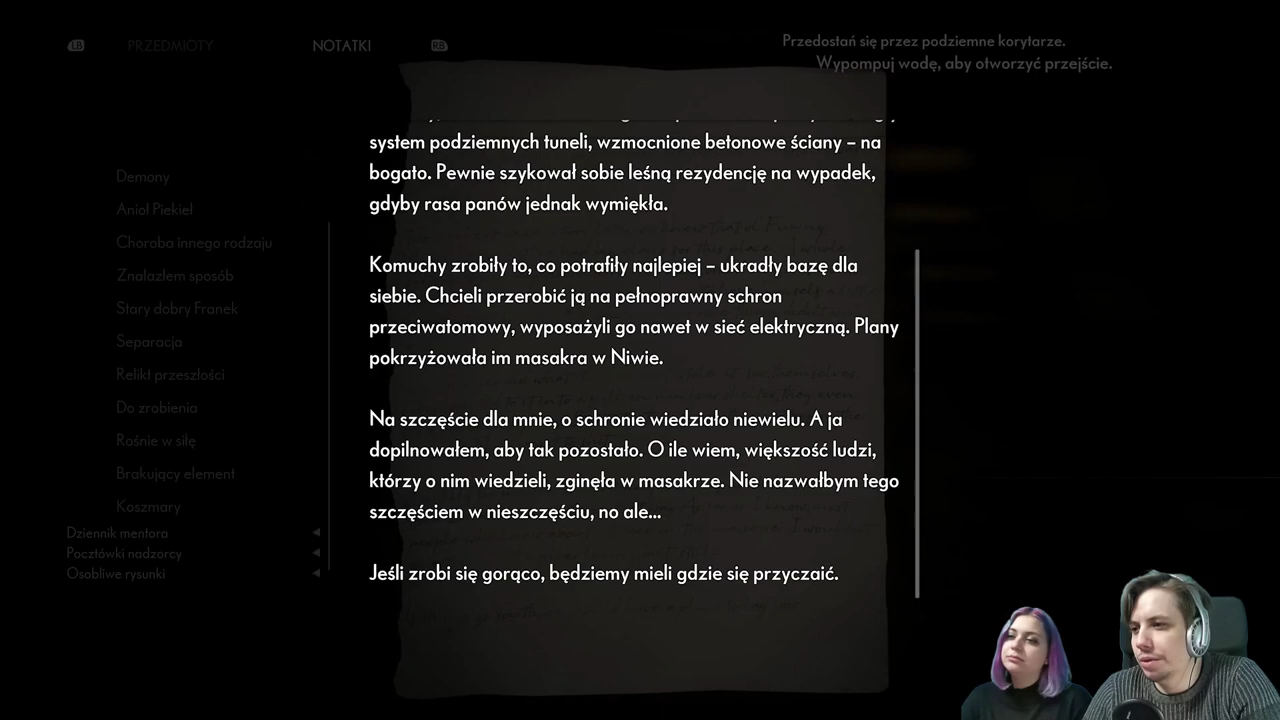 LB PRZEDMIOTY NOTATKI RB
Przedostań się przez podziemne korytarze.
Wypompuj wodę, aby otworzyć przejście.
Demony
Anioł Piekieł
Choroba innego rodzaju
Znalazłem sposób
Stary dobry Franek
Separacja
Relikt przeszłości
Do zrobienia
Rośnie w siłę
Brakujący element
Koszmary
Dziennik mentora
Pocztówki nadzorcy
Osobliwe rysunki
system podziemnych tuneli, wzmocnione betonowe ściany – na
bogato. Pewnie szykował sobie leśną rezydencję na wypadek,
gdyby rasa panów jednak wymiękła.
Komuchy zrobiły to, co potrafiły najlepiej – ukradły bazę dla
siebie. Chcieli przerobić ją na pełnoprawny schron
przeciwatomowy, wyposażyli go nawet w sieć elektryczną. Plany
pokrzyżowała im masakra w Niwie.
Na szczęście dla mnie, o schronie wiedziało niewielu. A ja
dopilnowałem, aby tak pozostało. O ile wiem, większość ludzi,
którzy o nim wiedzieli, zginęła w masakrze. Nie nazwałbym tego
szczęściem w nieszczęściu, no ale...
Jeśli zrobi się gorąco, będziemy mieli gdzie się przyczaić.